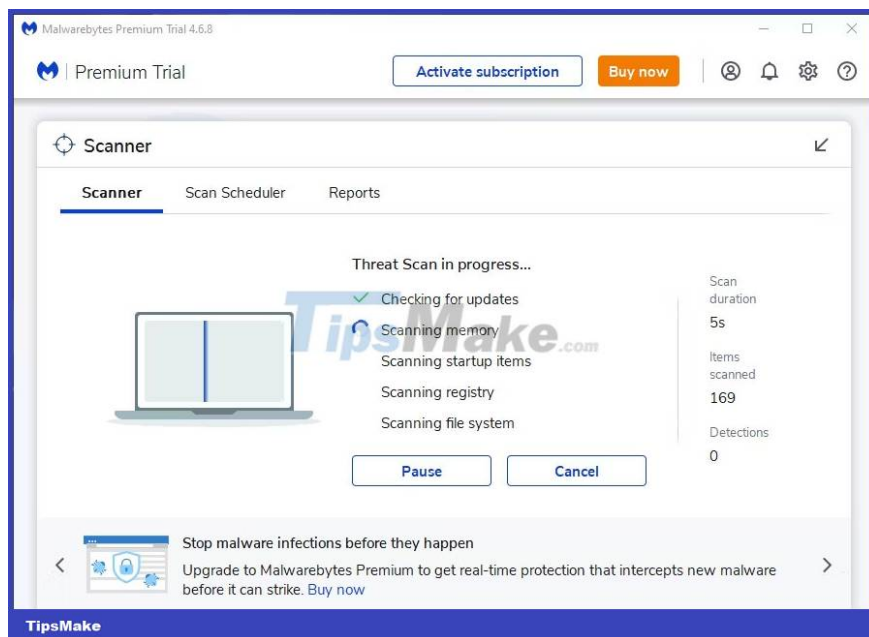 Malwarebytes Premium Trial 4.6.8
Premium Trial
Activate subscription
Buy now
Scanner
Scanner
Scan Scheduler
Reports
Threat Scan in progress...
Checking for updates
Scanning memory
Scanning startup items
Scanning registry
Scanning file system
Pause
Cancel
Scan
duration
5s
Items
scanned
169
Detections
0
TipsMake.com
Stop malware infections before they happen
Upgrade to Malwarebytes Premium to get real-time protection that intercepts new malware
before it can strike. Buy now
TipsMake